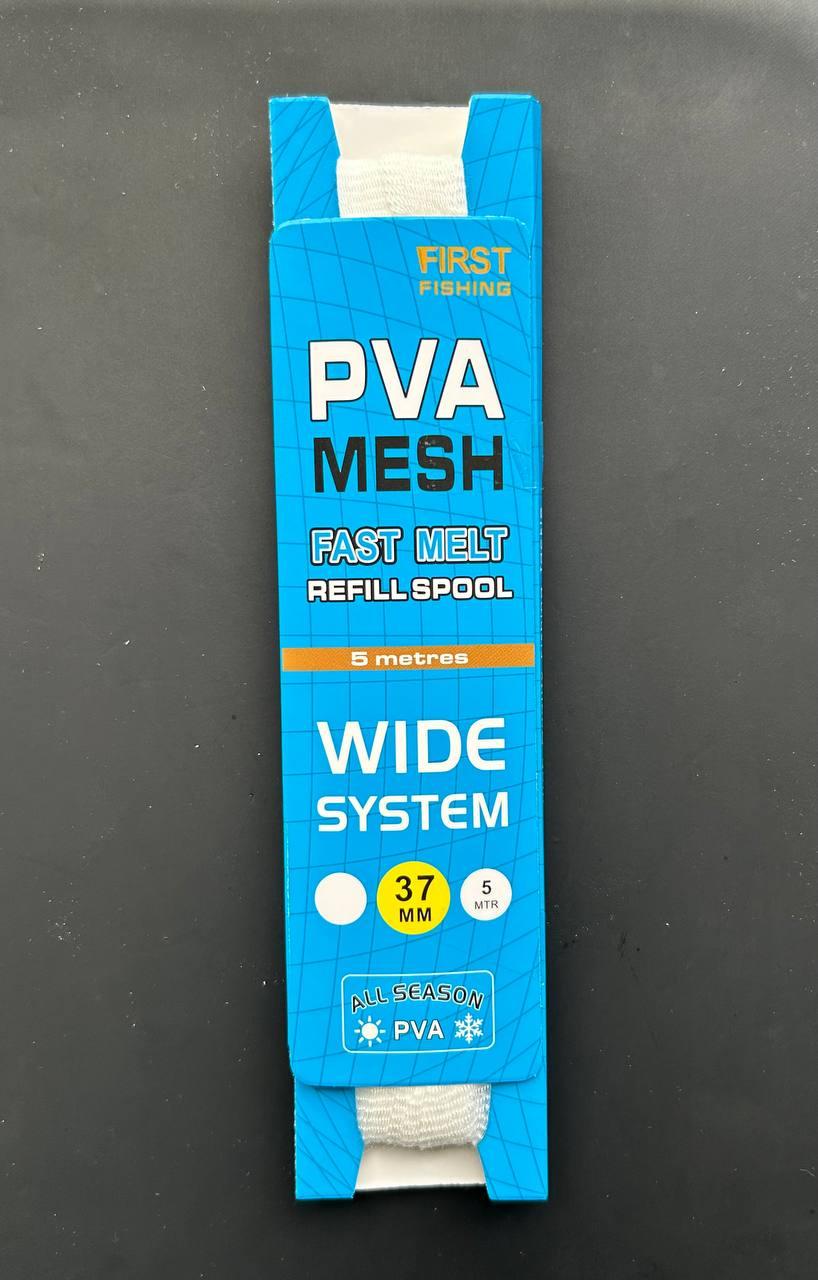 FIRST
FISHING
PVA
MESH
FAST MELT
REFILL SPOOL
5 metres
WIDE
SYSTEM
37
MM
5
MTR
ALL SEASON
PVA